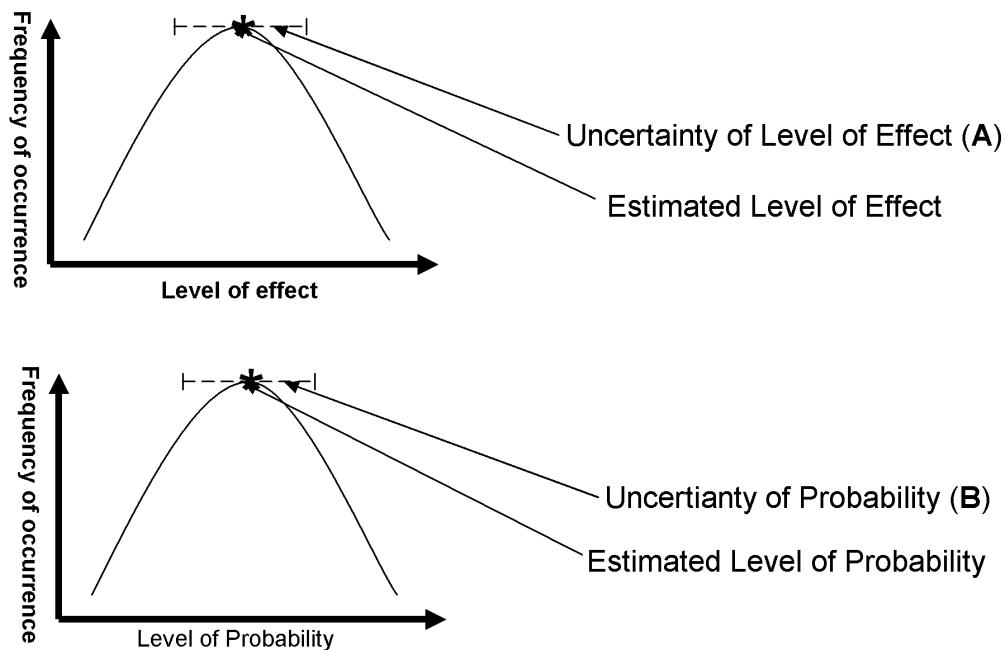 Frequency of occurrence
Uncertainty of Level of Effect (A)
Estimated Level of Effect
Level of effect
Frequency of occurrence
Uncertianty of Probability (B)
Estimated Level of Probability
Level of Probability